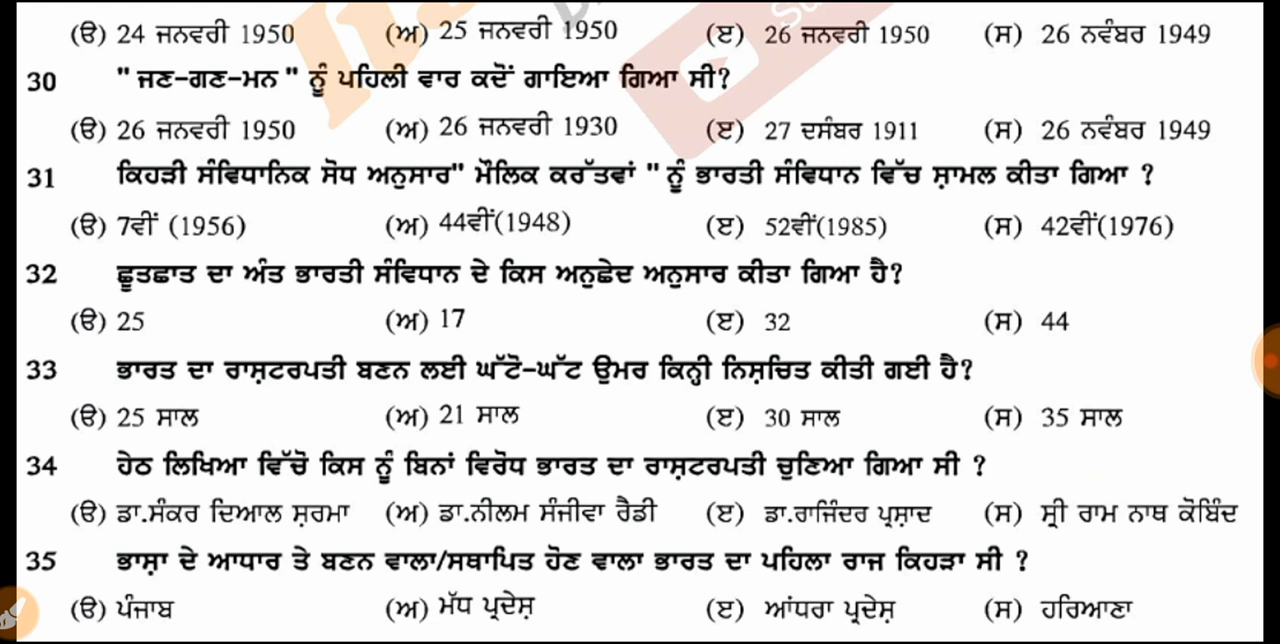 (ੳ) 24 ਜਨਵਰੀ 1950 (ਅ) 25 ਜਨਵਰੀ 1950 (ੲ) 26 ਜਨਵਰੀ 1950 (ਸ) 26 ਨਵੰਬਰ 1949
30 " ਜਣ-ਗਣ-ਮਨ " ਨੂੰ ਪਹਿਲੀ ਵਾਰ ਕਦੋਂ ਗਾਇਆ ਗਿਆ ਸੀ?
(ੳ) 26 ਜਨਵਰੀ 1950 (ਅ) 26 ਜਨਵਰੀ 1930 (ੲ) 27 ਦਸੰਬਰ 1911 (ਸ) 26 ਨਵੰਬਰ 1949
31 ਕਿਹੜੀ ਸੰਵਿਧਾਨਿਕ ਸੋਧ ਅਨੁਸਾਰ" ਮੌਲਿਕ ਕਰੱਤਵਾਂ " ਨੂੰ ਭਾਰਤੀ ਸੰਵਿਧਾਨ ਵਿੱਚ ਸ਼ਾਮਲ ਕੀਤਾ ਗਿਆ ?
(ੳ) 7ਵੀਂ (1956) (ਅ) 44ਵੀਂ(1948) (ੲ) 52ਵੀਂ(1985) (ਸ) 42ਵੀਂ(1976)
32 ਛੂਤਛਾਤ ਦਾ ਅੰਤ ਭਾਰਤੀ ਸੰਵਿਧਾਨ ਦੇ ਕਿਸ ਅਨੁਛੇਦ ਅਨੁਸਾਰ ਕੀਤਾ ਗਿਆ ਹੈ?
(ੳ) 25 (ਅ) 17 (ੲ) 32 (ਸ) 44
33 ਭਾਰਤ ਦਾ ਰਾਸ਼ਟਰਪਤੀ ਬਣਨ ਲਈ ਘੱਟੋ-ਘੱਟ ਉਮਰ ਕਿਨ੍ਹੀ ਨਿਸ਼ਚਿਤ ਕੀਤੀ ਗਈ ਹੈ?
(ੳ) 25 ਸਾਲ (ਅ) 21 ਸਾਲ (ੲ) 30 ਸਾਲ (ਸ) 35 ਸਾਲ
34 ਹੇਠ ਲਿਖਿਆ ਵਿੱਚੋ ਕਿਸ ਨੂੰ ਬਿਨਾਂ ਵਿਰੋਧ ਭਾਰਤ ਦਾ ਰਾਸ਼ਟਰਪਤੀ ਚੁਣਿਆ ਗਿਆ ਸੀ ?
(ੳ) ਡਾ.ਸੰਕਰ ਦਿਆਲ ਸ਼ਰਮਾ (ਅ) ਡਾ.ਨੀਲਮ ਸੰਜੀਵਾ ਰੈਡੀ (ੲ) ਡਾ.ਰਾਜਿੰਦਰ ਪ੍ਰਸ਼ਾਦ (ਸ) ਸ਼੍ਰੀ ਰਾਮ ਨਾਥ ਕੋਬਿੰਦ
35 ਭਾਸ਼ਾ ਦੇ ਆਧਾਰ ਤੇ ਬਣਨ ਵਾਲਾ/ਸਥਾਪਿਤ ਹੋਣ ਵਾਲਾ ਭਾਰਤ ਦਾ ਪਹਿਲਾ ਰਾਜ ਕਿਹੜਾ ਸੀ ?
(ੳ) ਪੰਜਾਬ (ਅ) ਮੱਧ ਪ੍ਰਦੇਸ਼ (ੲ) ਆਂਧਰਾ ਪ੍ਰਦੇਸ਼ (ਸ) ਹਰਿਆਣਾ